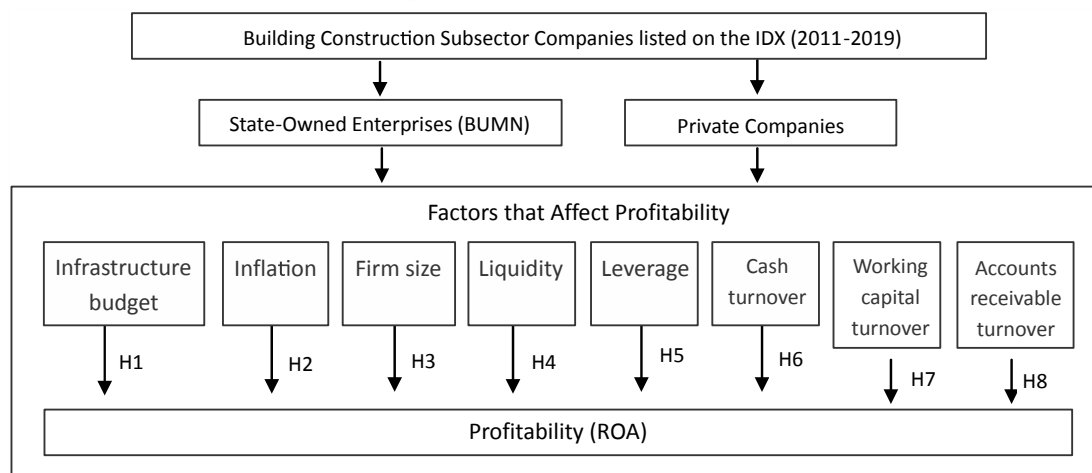 Building Construction Subsector Companies listed on the IDX (2011-2019)
State-Owned Enterprises (BUMN)
Private Companies
Factors that Affect Profitability
Infrastructure
budget
Inflation
Firm size
Liquidity
Leverage
Cash
turnover
Working
capital
turnover
Accounts
receivable
turnover
H1
H2
H3
H4
H5
H6
H7
H8
Profitability (ROA)